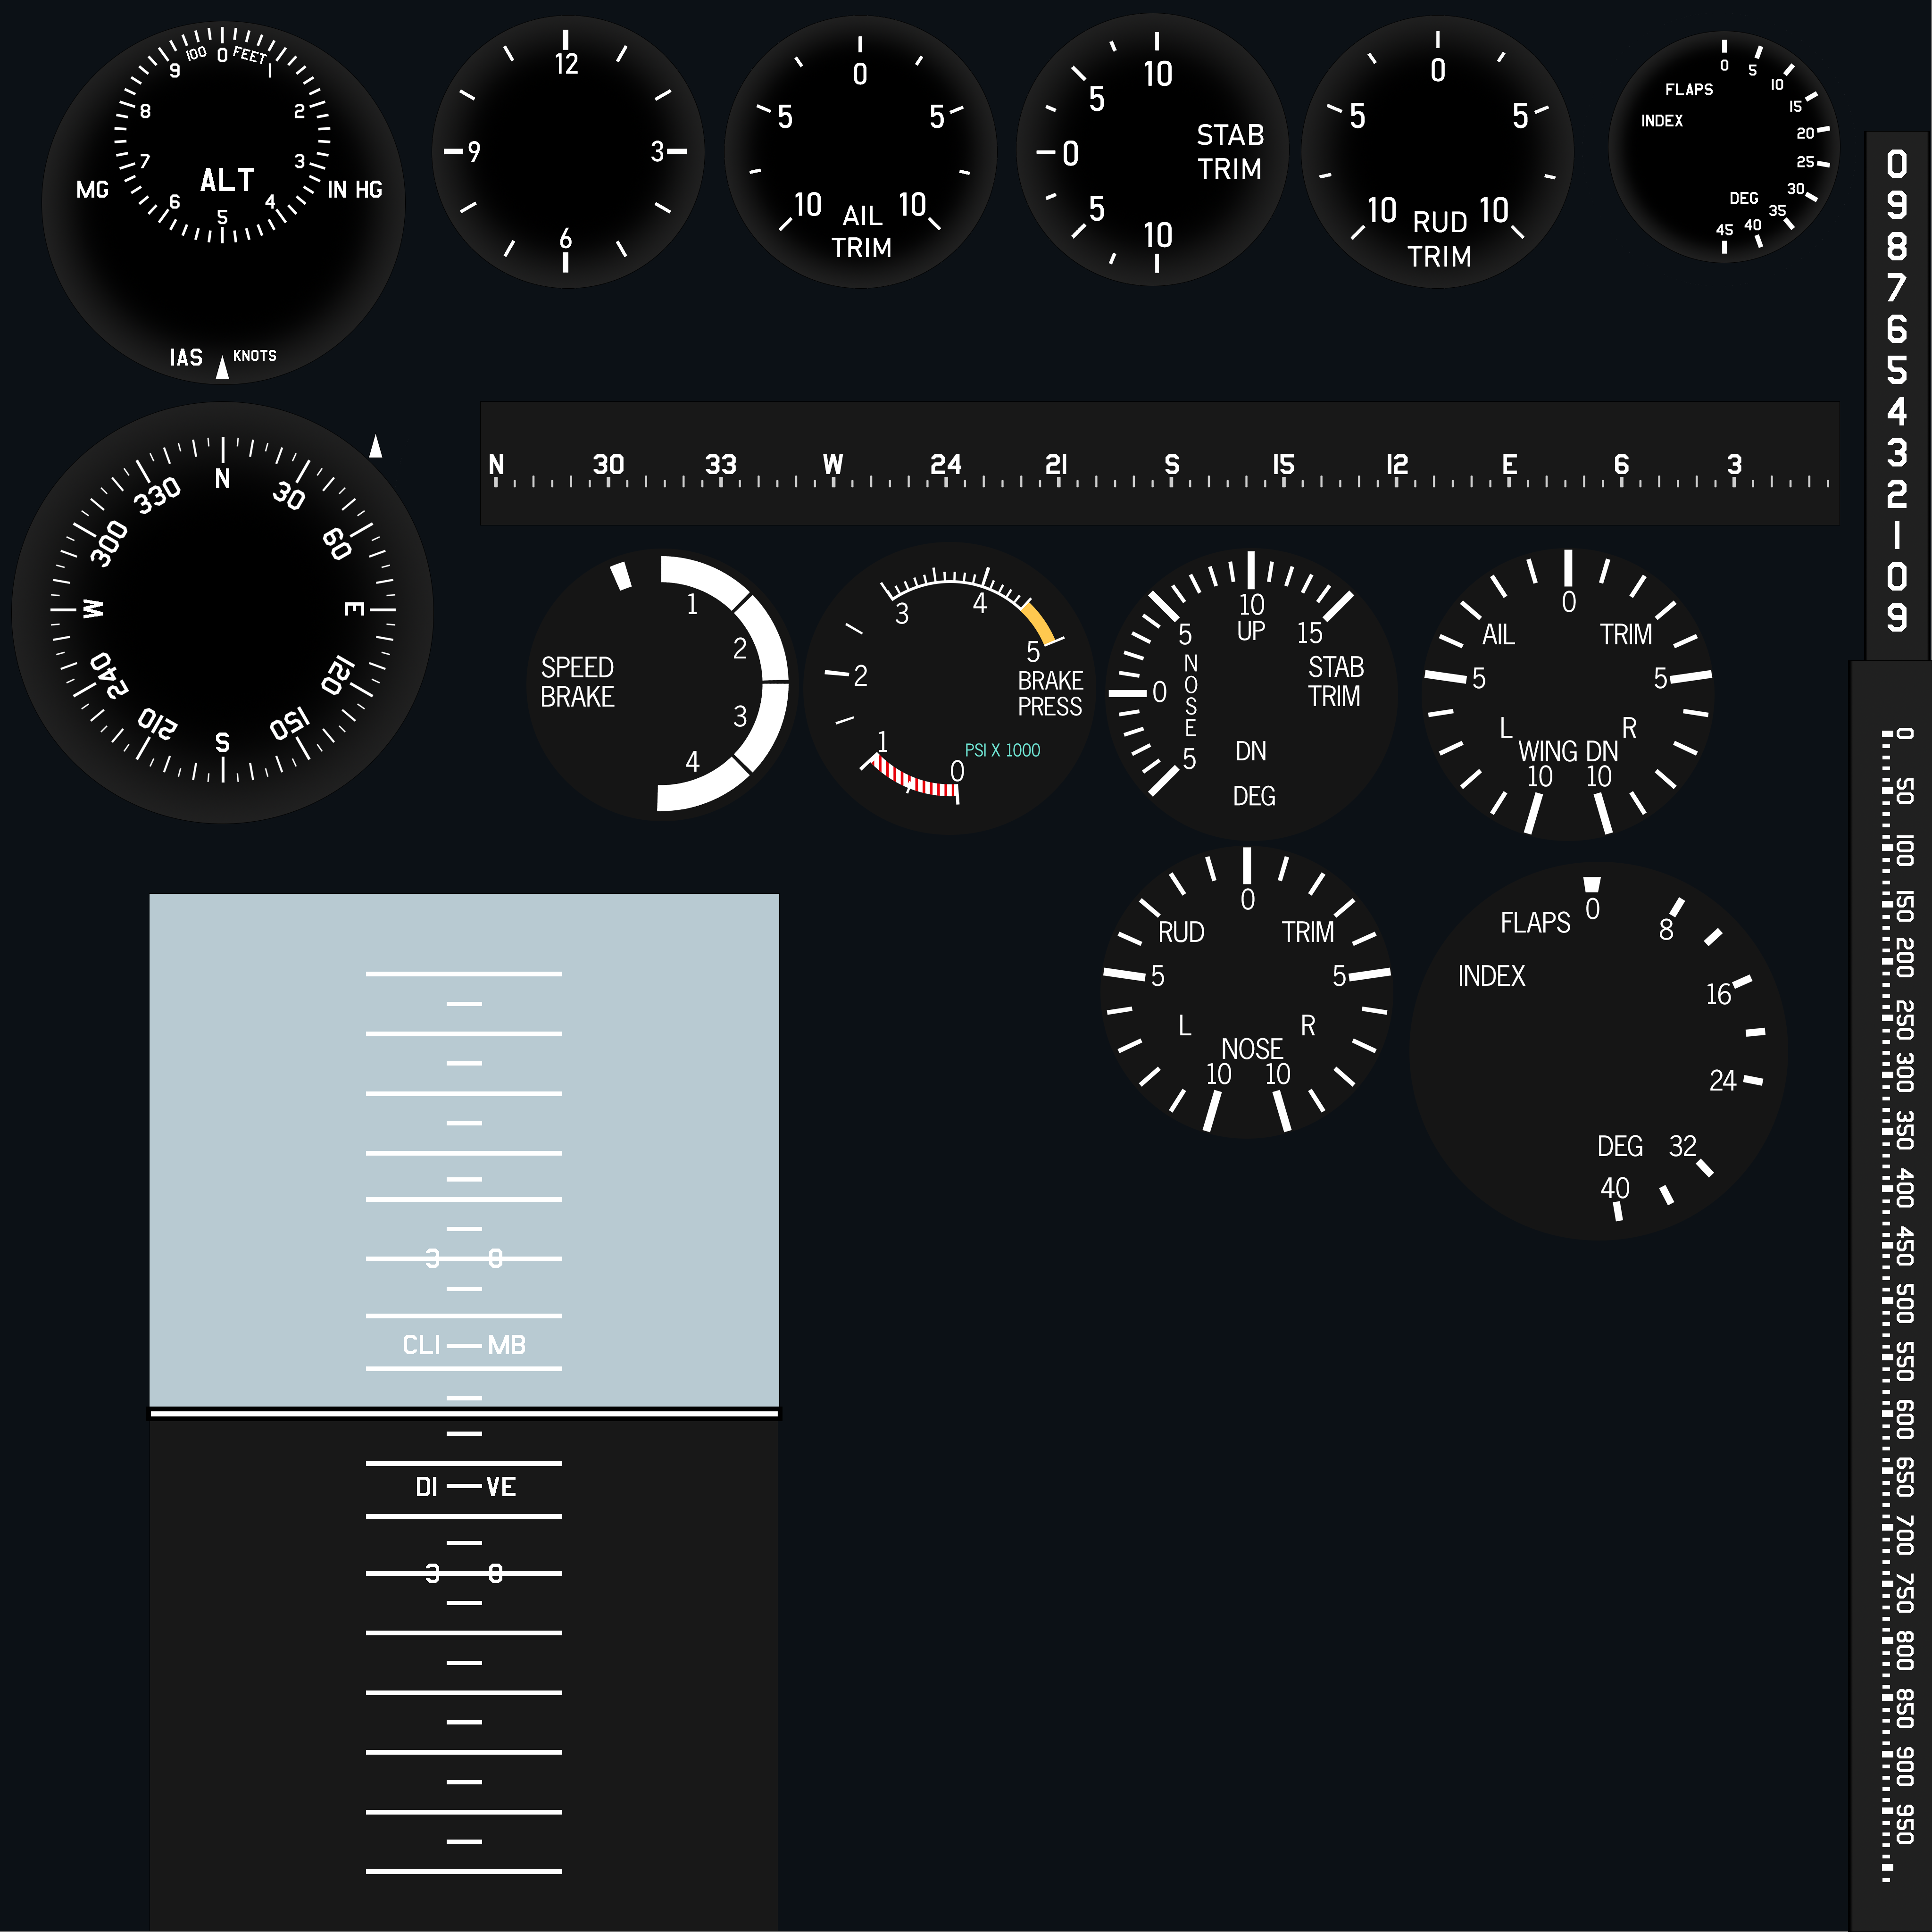 100 0 FEET
9 1
8 2
7 3
6 5 4
ALT
MG IN HG
IAS KNOTS
12
9 3
6
0
5 5
10 10
AIL
TRIM
10
5
0
5
10
STAB
TRIM
0
5 5
10 10
RUD
TRIM
0 5
10
15
20
25
30
35
40
45
FLAPS
INDEX
DEG
0
9
8
7
6
5
4
3
2
1
0
9
N 30 33 W 24 21 S 15 12 E 6 3
N
330 30
300 60
W E
240 120
210 150
S
1
2
3
4
SPEED
BRAKE
3 4
5
2
1
0
BRAKE
PRESS
PSI X 1000
10
UP
5 15
0
5
NOSE
STAB
TRIM
DN
DEG
0
AIL TRIM
5 5
L R
WING DN
10 10
0
50
100
150
200
250
300
350
400
450
500
550
600
650
700
750
800
850
900
950
0
RUD TRIM
5 5
L R
NOSE
10 10
0
FLAPS
8
INDEX
16
24
DEG 32
40
3 0
CLI MB
DI VE
3 0